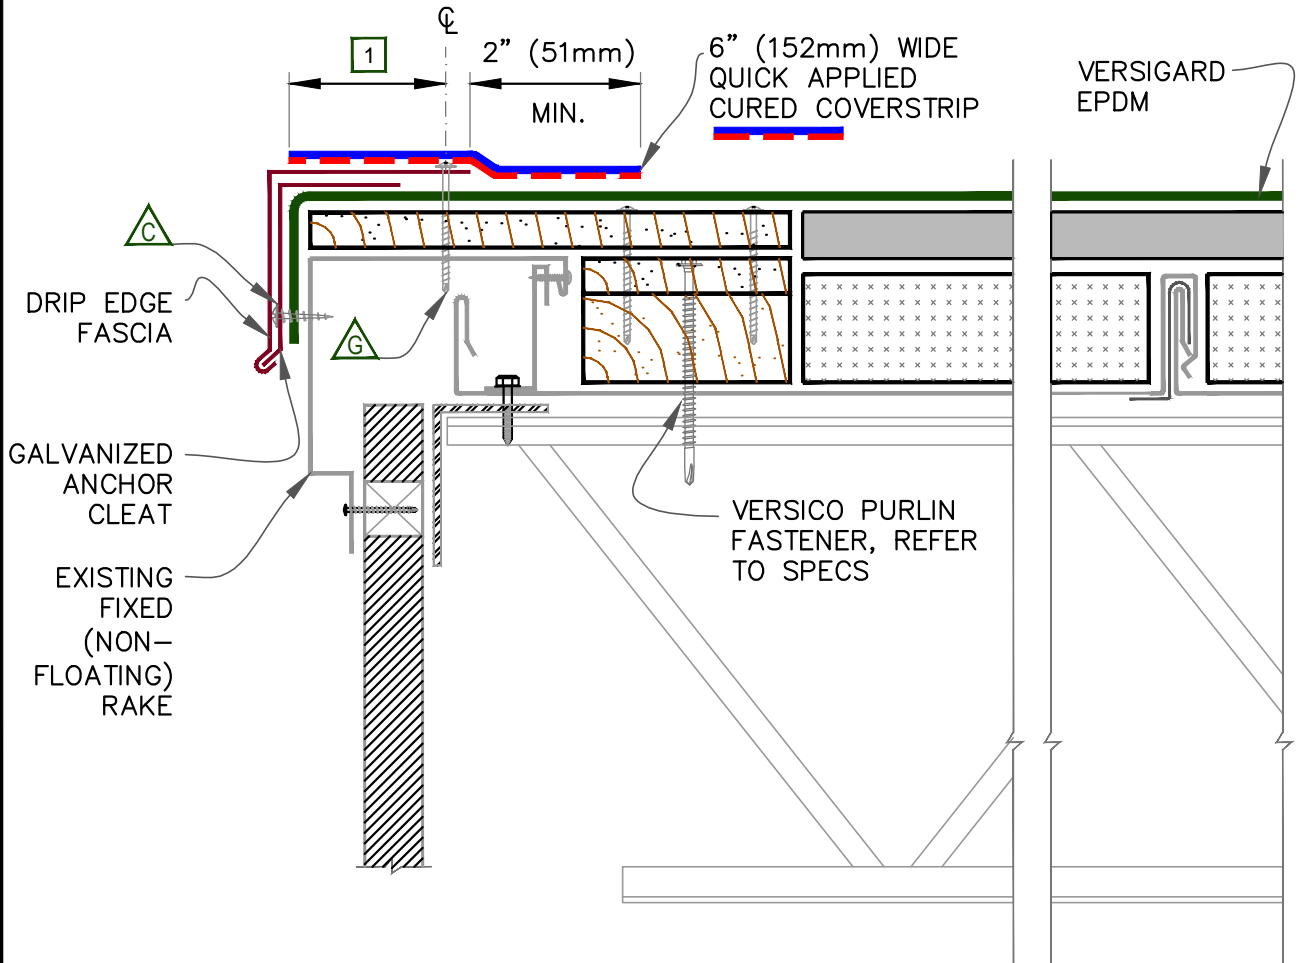 ℄
1
2” (51mm)
MIN.
6” (152mm) WIDE
QUICK APPLIED
CURED COVERSTRIP
VERSIGARD
EPDM
C
DRIP EDGE
FASCIA
G
GALVANIZED
ANCHOR
CLEAT
VERSICO PURLIN
FASTENER, REFER
TO SPECS
EXISTING
FIXED
(NON–
FLOATING)
RAKE